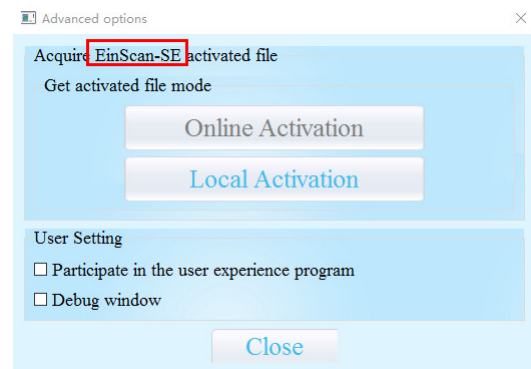 Advanced options
Acquire EinScan-SE activated file
Get activated file mode
Online Activation
Local Activation
User Setting
Participate in the user experience program
Debug window
Close